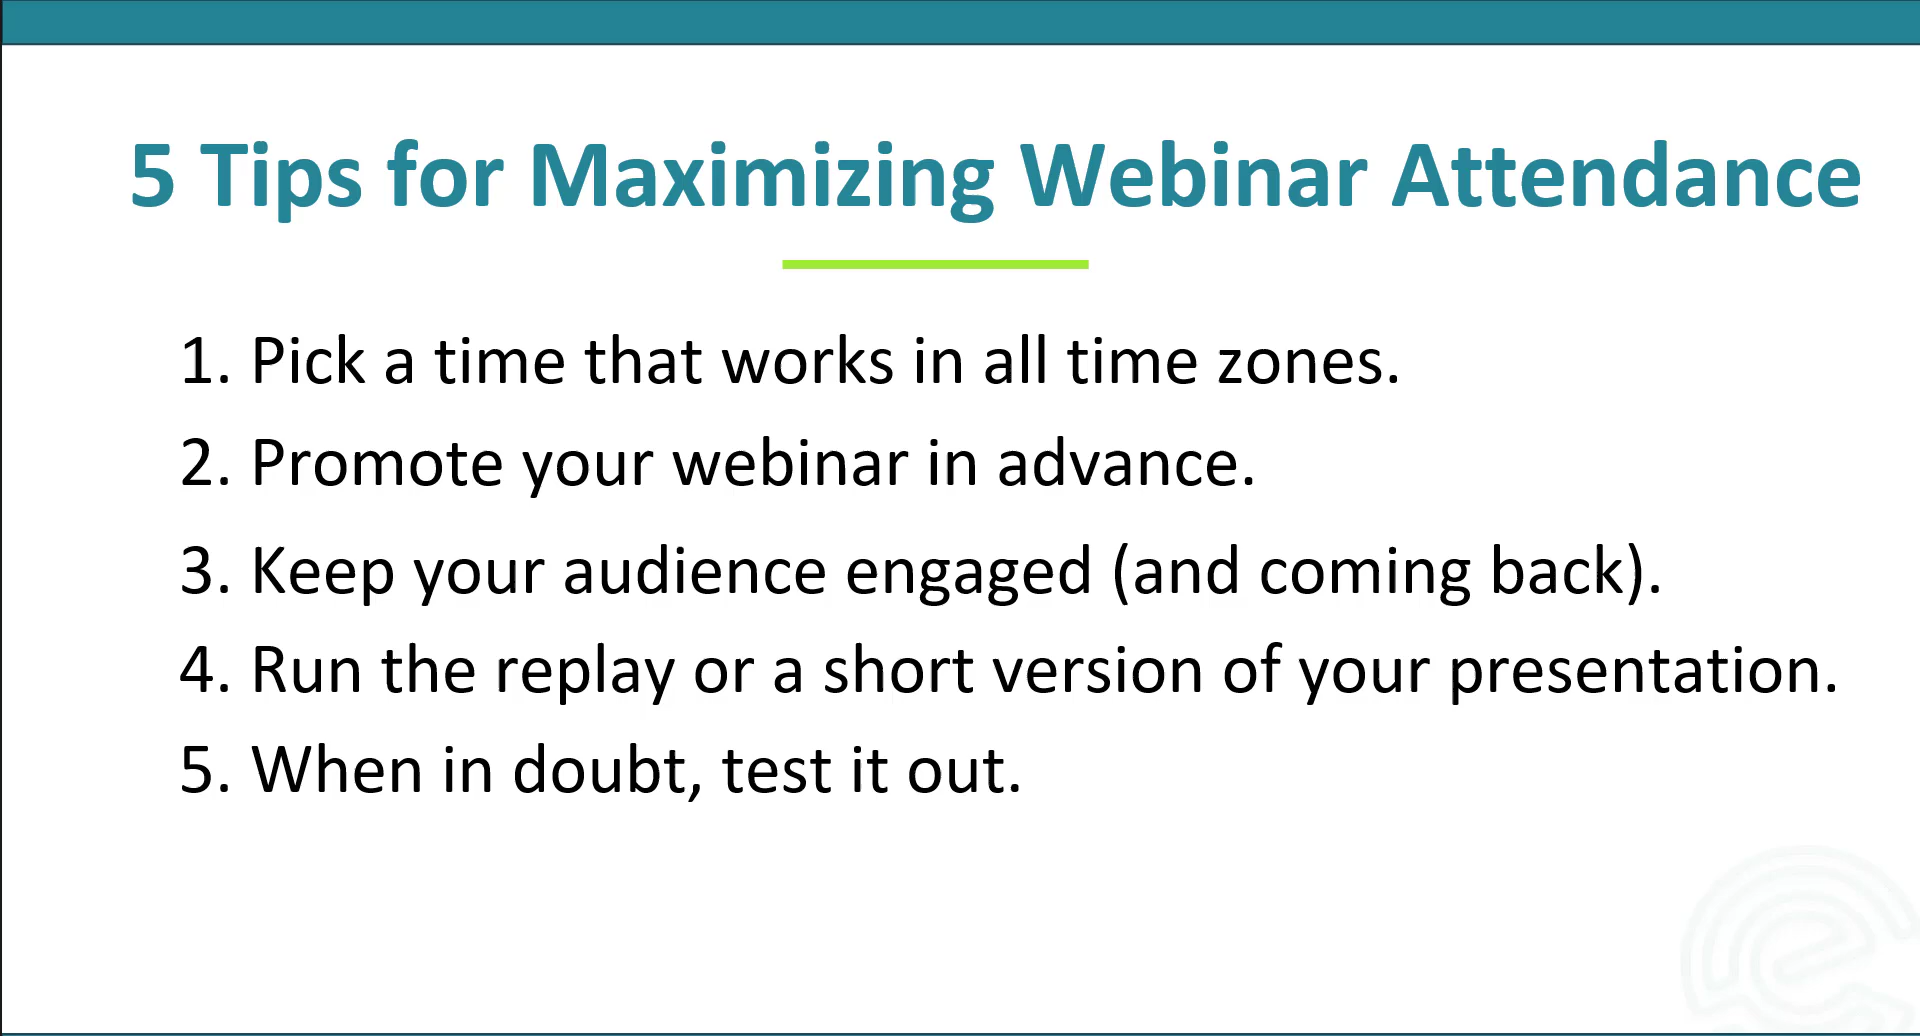 5 Tips for Maximizing Webinar Attendance
1. Pick a time that works in all time zones.
2. Promote your webinar in advance.
3. Keep your audience engaged (and coming back).
4. Run the replay or a short version of your presentation.
5. When in doubt, test it out.